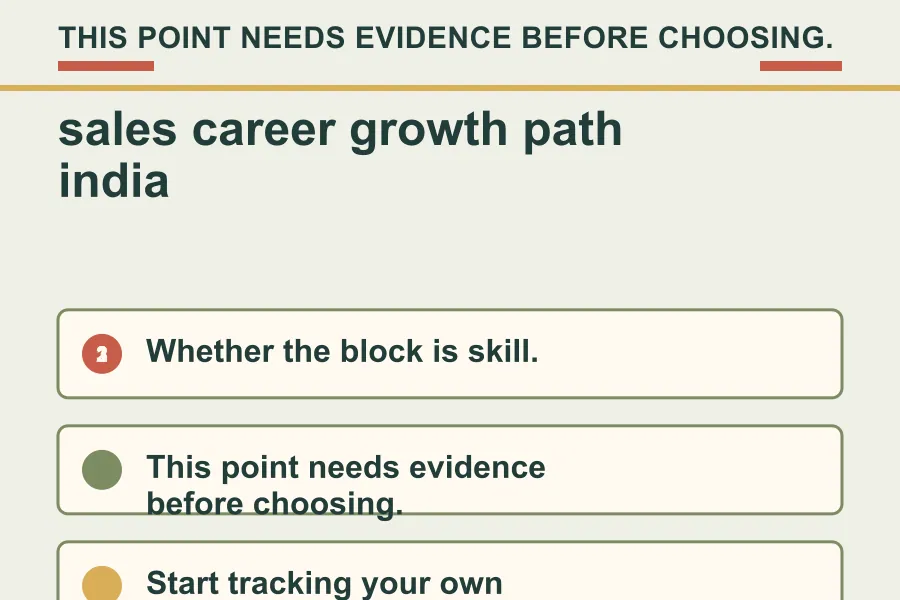 THIS POINT NEEDS EVIDENCE BEFORE CHOOSING.
sales career growth path
india
Whether the block is skill.
This point needs evidence
before choosing.
Start tracking your own